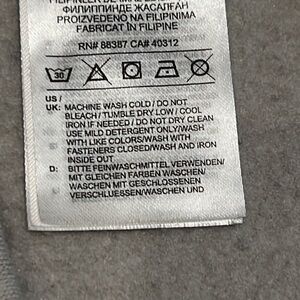 ФИЛИППИНДЕ ЖАСАЛҒАН
PROIZVEDENO NA FILIPINIMA
FABRICAT ÎN FILIPINE
RN# 88387 CA# 40312
30
US /
UK: MACHINE WASH COLD / DO NOT
BLEACH / TUMBLE DRY LOW / COOL
IRON IF NEEDED / DO NOT DRY CLEAN
USE MILD DETERGENT ONLY/WASH
WITH LIKE COLORS/WASH WITH
FASTENERS CLOSED/WASH AND IRON
INSIDE OUT
D: BITTE FEINWASCHMITTEL VERWENDEN/
MIT GLEICHEN FARBEN WASCHEN/
WASCHEN MIT GESCHLOSSENEN
VERSCHLUESSEN/WASCHEN UND